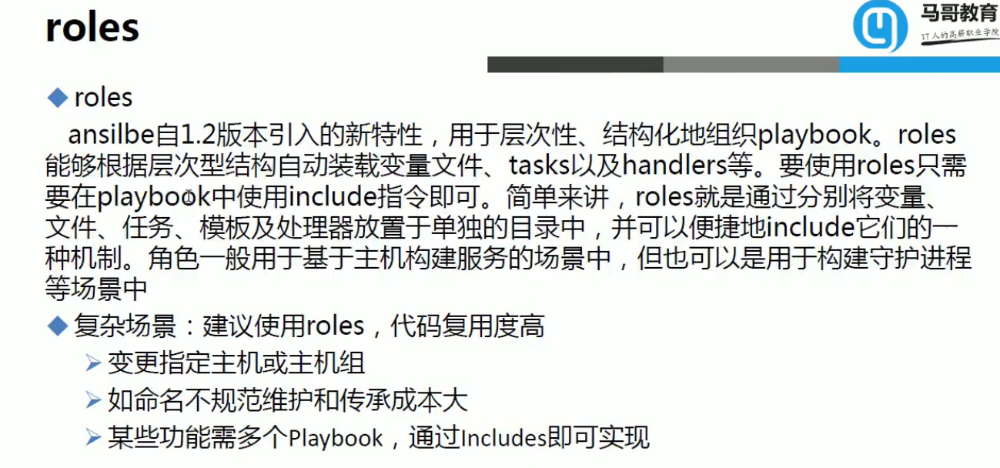 roles
马哥教育
IT人的高薪职业学院
roles
ansilbe自1.2版本引入的新特性，用于层次性、结构化地组织playbook。roles
能够根据层次型结构自动装载变量文件、tasks以及handlers等。要使用roles只需
要在playbook中使用include指令即可。简单来讲，roles就是通过分别将变量、
文件、任务、模板及处理器放置于单独的目录中，并可以便捷地include它们的一
种机制。角色一般用于基于主机构建服务的场景中，但也可以是用于构建守护进程
等场景中
复杂场景：建议使用roles，代码复用度高
变更指定主机或主机组
如命名不规范维护和传承成本大
某些功能需多个Playbook，通过Includes即可实现